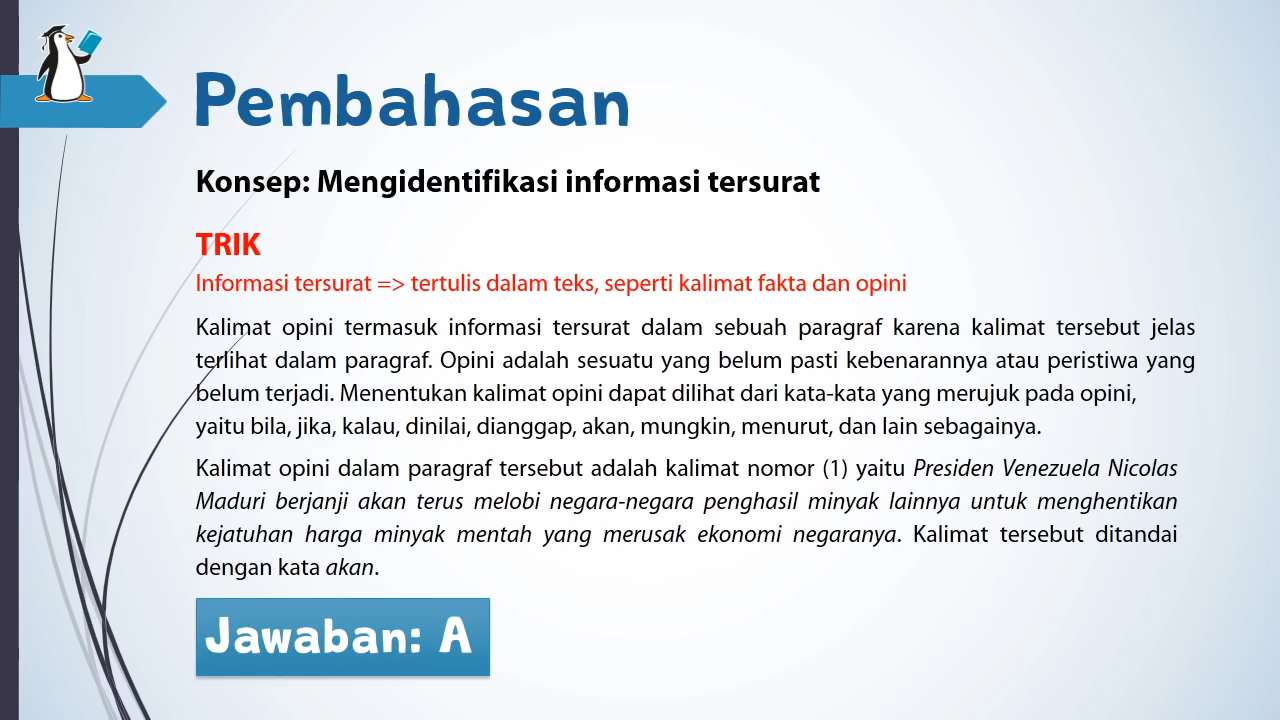 Pembahasan
Konsep: Mengidentifikasi informasi tersurat
TRIK
Informasi tersurat => tertulis dalam teks, seperti kalimat fakta dan opini
Kalimat opini termasuk informasi tersurat dalam sebuah paragraf karena kalimat tersebut jelas
terlihat dalam paragraf. Opini adalah sesuatu yang belum pasti kebenarannya atau peristiwa yang
belum terjadi. Menentukan kalimat opini dapat dilihat dari kata-kata yang merujuk pada opini,
yaitu bila, jika, kalau, dinilai, dianggap, akan, mungkin, menurut, dan lain sebagainya.
Kalimat opini dalam paragraf tersebut adalah kalimat nomor (1) yaitu Presiden Venezuela Nicolas
Maduri berjanji akan terus melobi negara-negara penghasil minyak lainnya untuk menghentikan
kejatuhan harga minyak mentah yang merusak ekonomi negaranya. Kalimat tersebut ditandai
dengan kata akan.
Jawaban: A